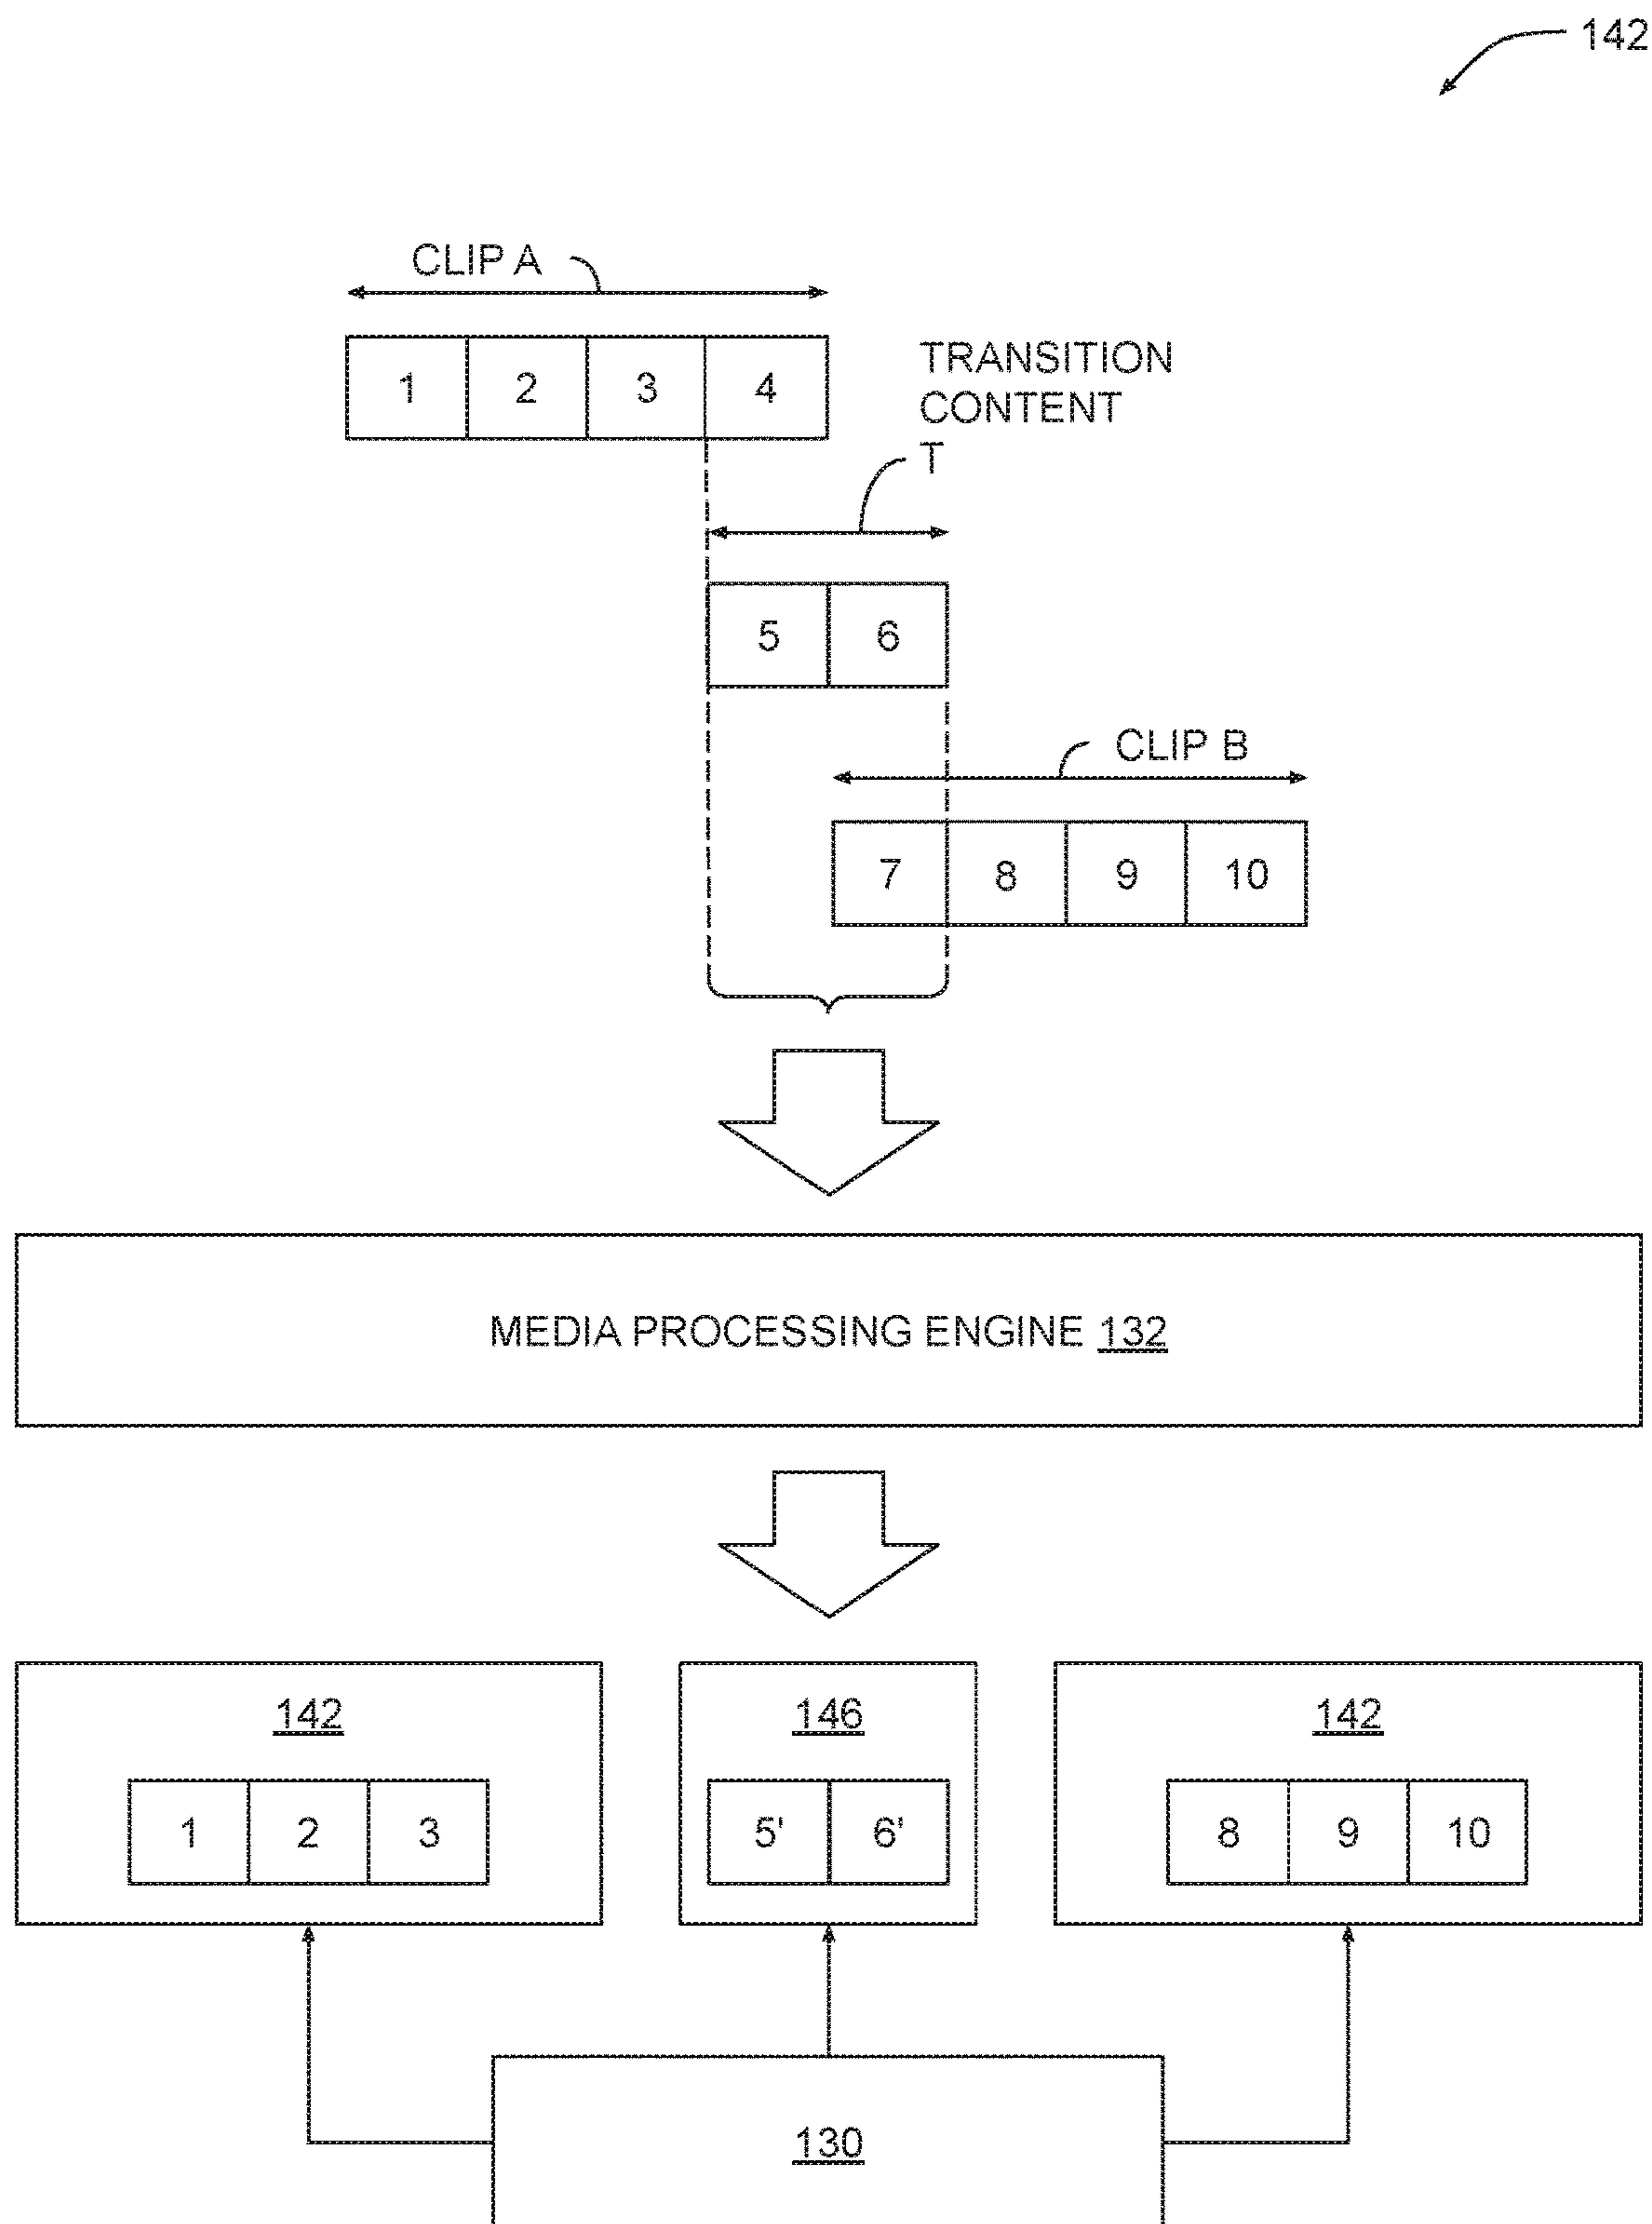 142
CLIP A
1 2 3 4
TRANSITION
CONTENT
T
5 6
CLIP B
7 8 9 10
MEDIA PROCESSING ENGINE 132
142 146 142
1 2 3 5' 6' 8 9 10
130